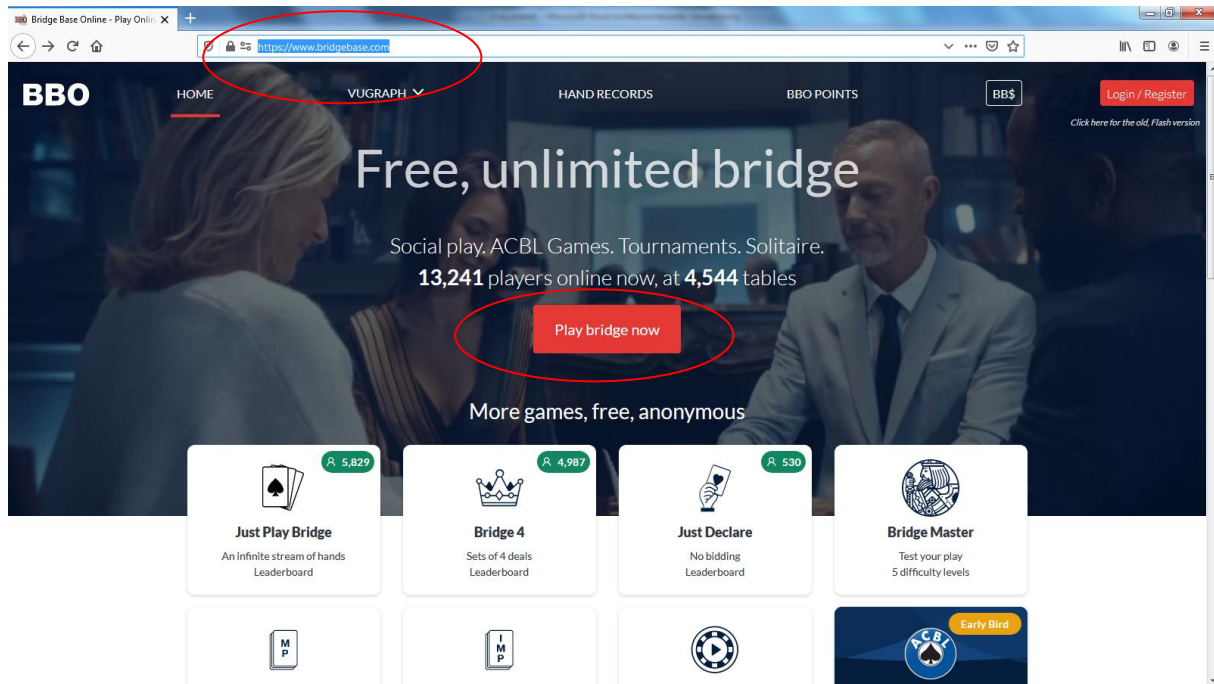 Bridge Base Online - Play Onlin
https://www.bridgebase.com
BBO
HOME
VUGRAPH
HAND RECORDS
BBO POINTS
BB$
Login / Register
Click here for the old, Flash version
Free, unlimited bridge
Social play. ACBL Games. Tournaments. Solitaire.
13,241 players online now, at 4,544 tables
Play bridge now
More games, free, anonymous
5,829
Just Play Bridge
An infinite stream of hands
Leaderboard
4,987
Bridge 4
Sets of 4 deals
Leaderboard
530
Just Declare
No bidding
Leaderboard
Bridge Master
Test your play
5 difficulty levels
M
P
I
M
P
Early Bird
ACBL